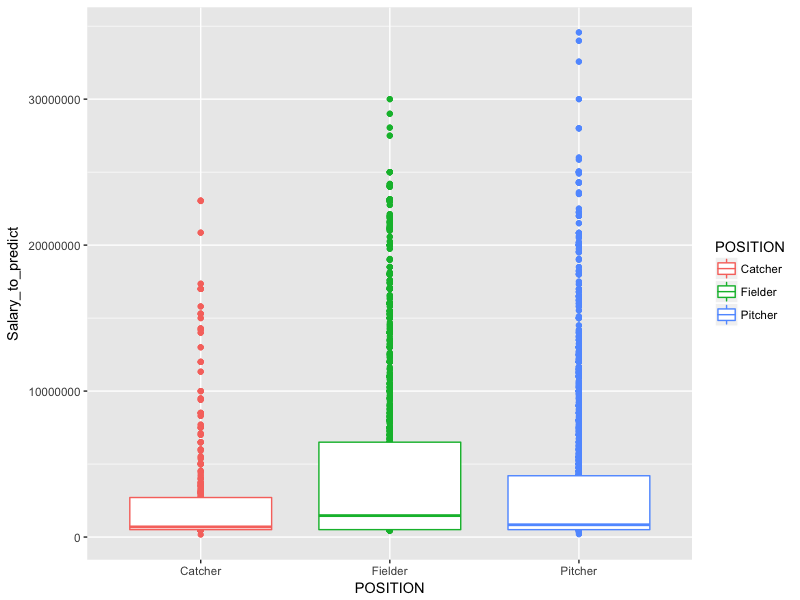 Salary_to_predict
30000000
20000000
10000000
0
Catcher
Fielder
Pitcher
POSITION
POSITION
Catcher
Fielder
Pitcher